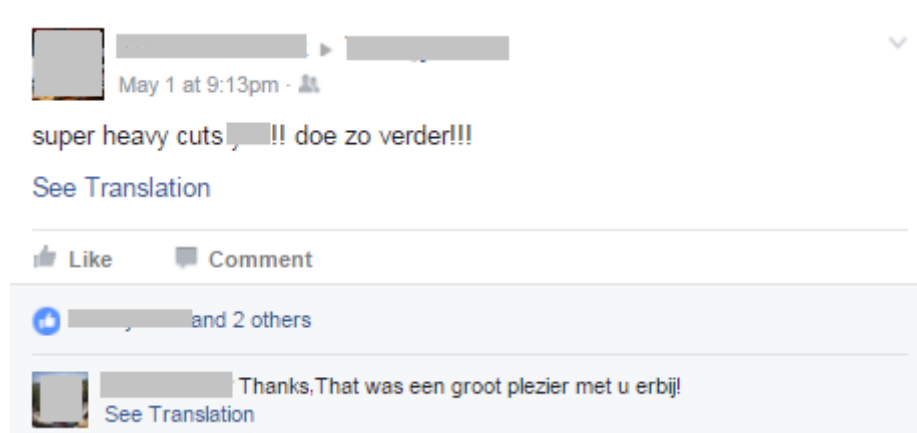 May 1 at 9:13pm ·
super heavy cuts !! doe zo verder!!!
See Translation
Like Comment
and 2 others
Thanks,That was een groot plezier met u erbij!
See Translation